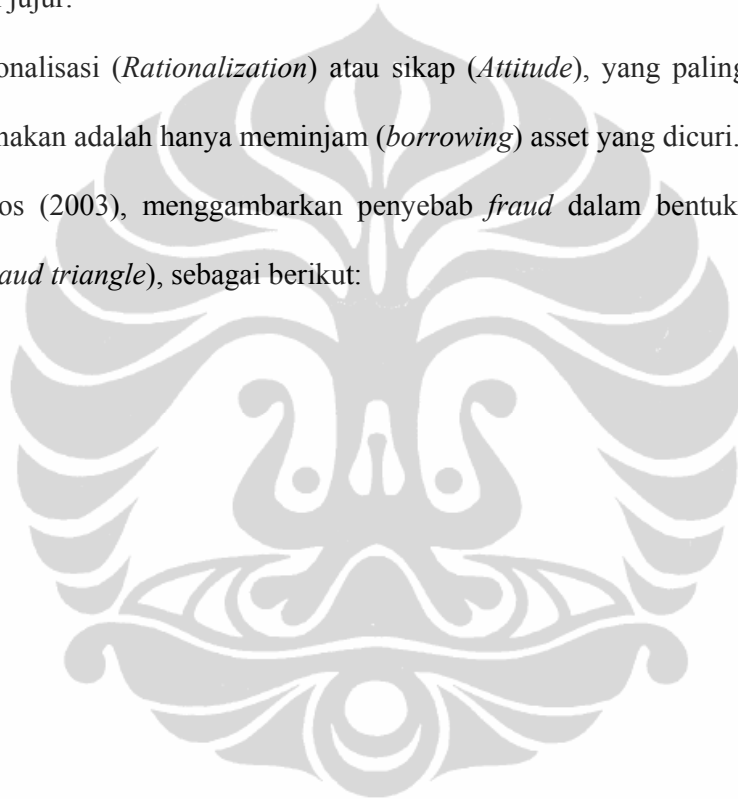 jujur.
onalisasi (Rationalization) atau sikap (Attitude), yang paling
nakan adalah hanya meminjam (borrowing) asset yang dicuri.
os (2003), menggambarkan penyebab fraud dalam bentuk
aud triangle), sebagai berikut: